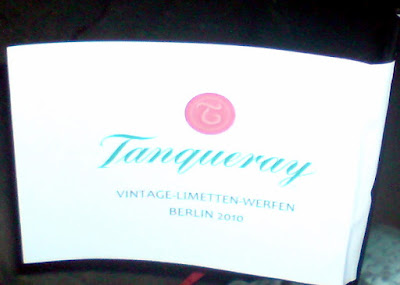 T
Tanqueray
VINTAGE-LIMETTEN-WERFEN
BERLIN 2010